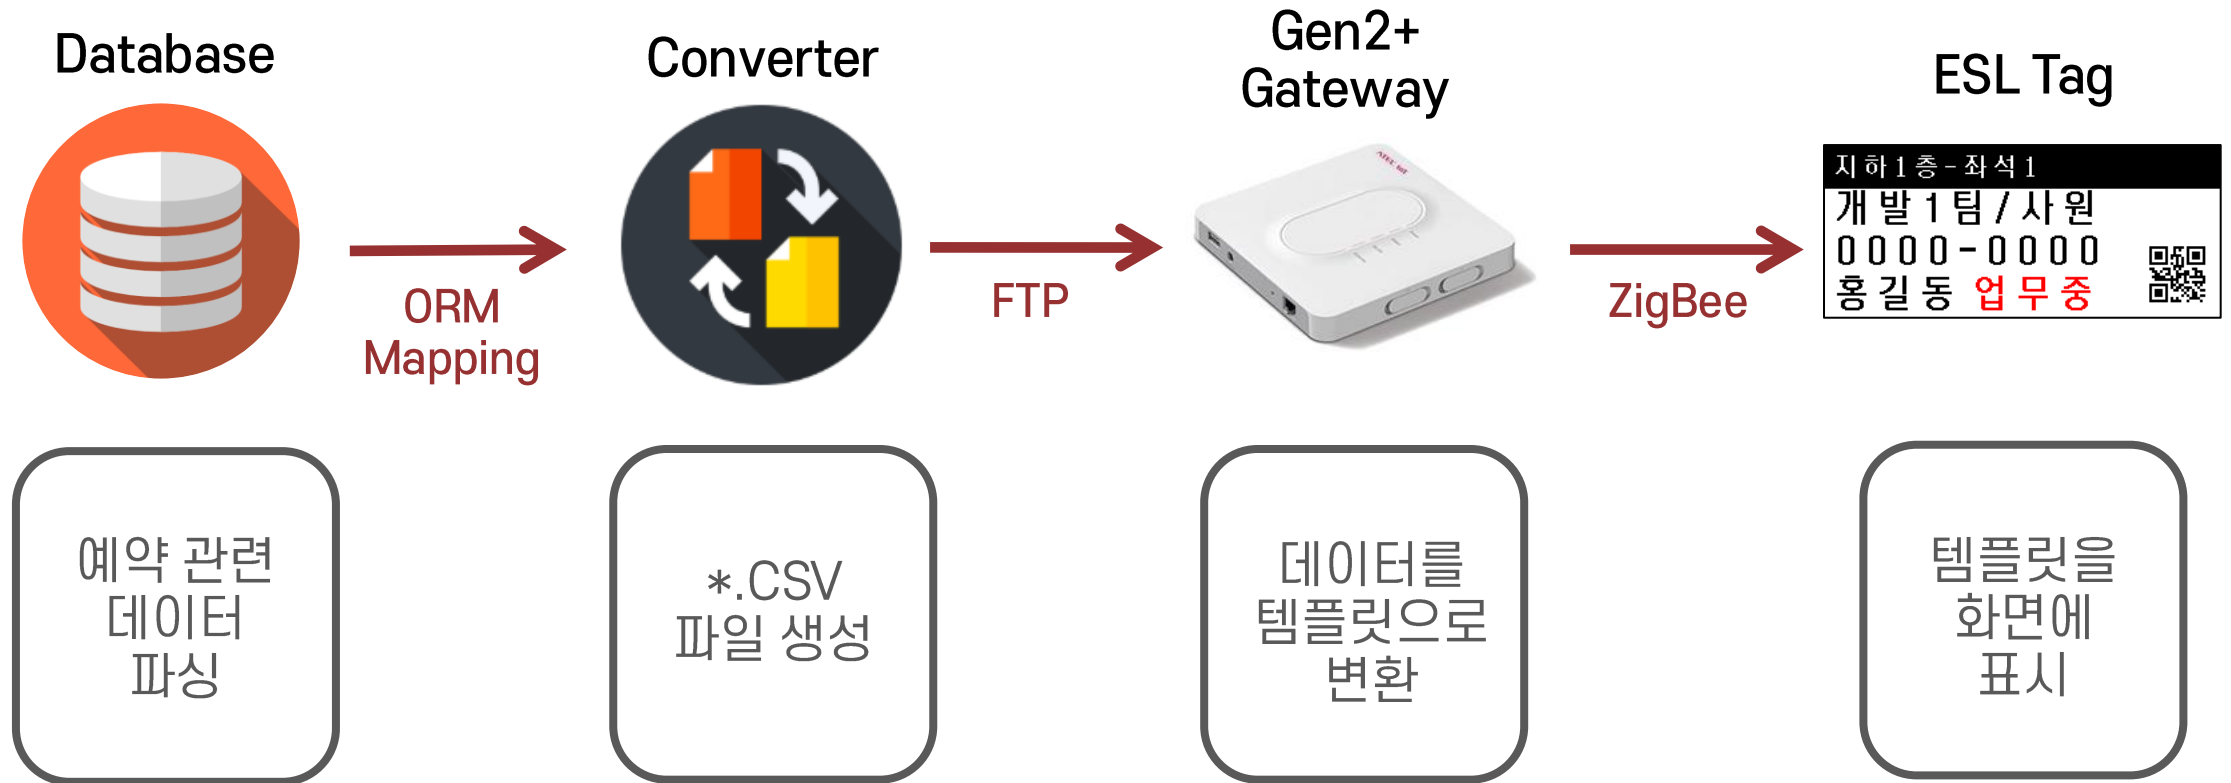 Database
Converter
Gen2+
Gateway
ESL Tag
지하1층-좌석1
개발1팀/사원
0000-0000
홍길동 업무중
ORM
Mapping
FTP
ZigBee
예약 관련
데이터
파싱
*.CSV
파일 생성
데이터를
템플릿으로
변환
템플릿을
화면에
표시